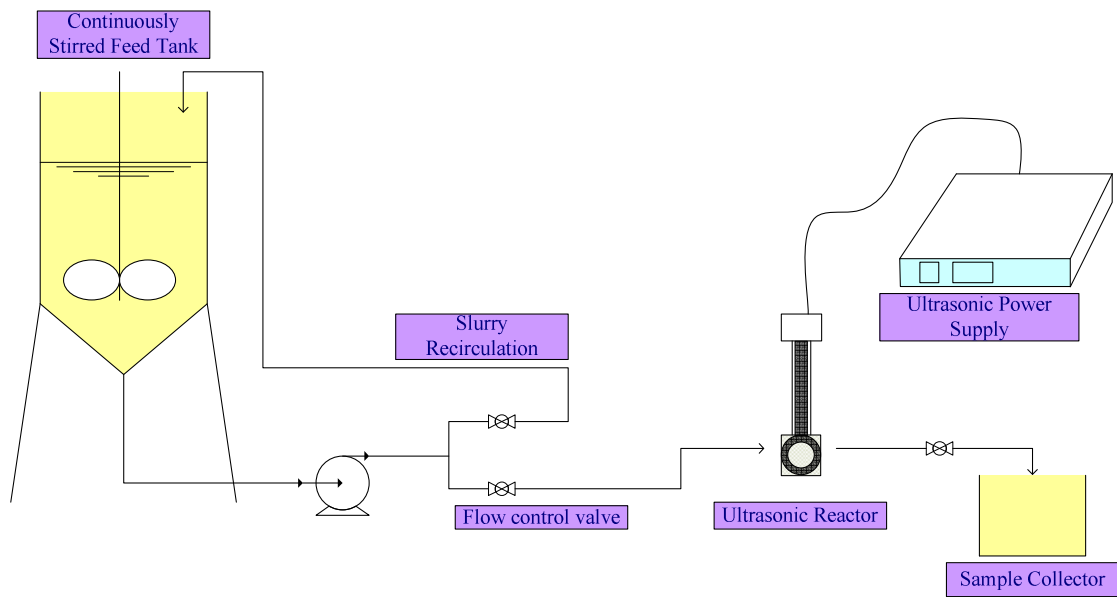 Continuously
Stirred Feed Tank
Slurry
Recirculation
Ultrasonic Power
Supply
Flow control valve
Ultrasonic Reactor
Sample Collector